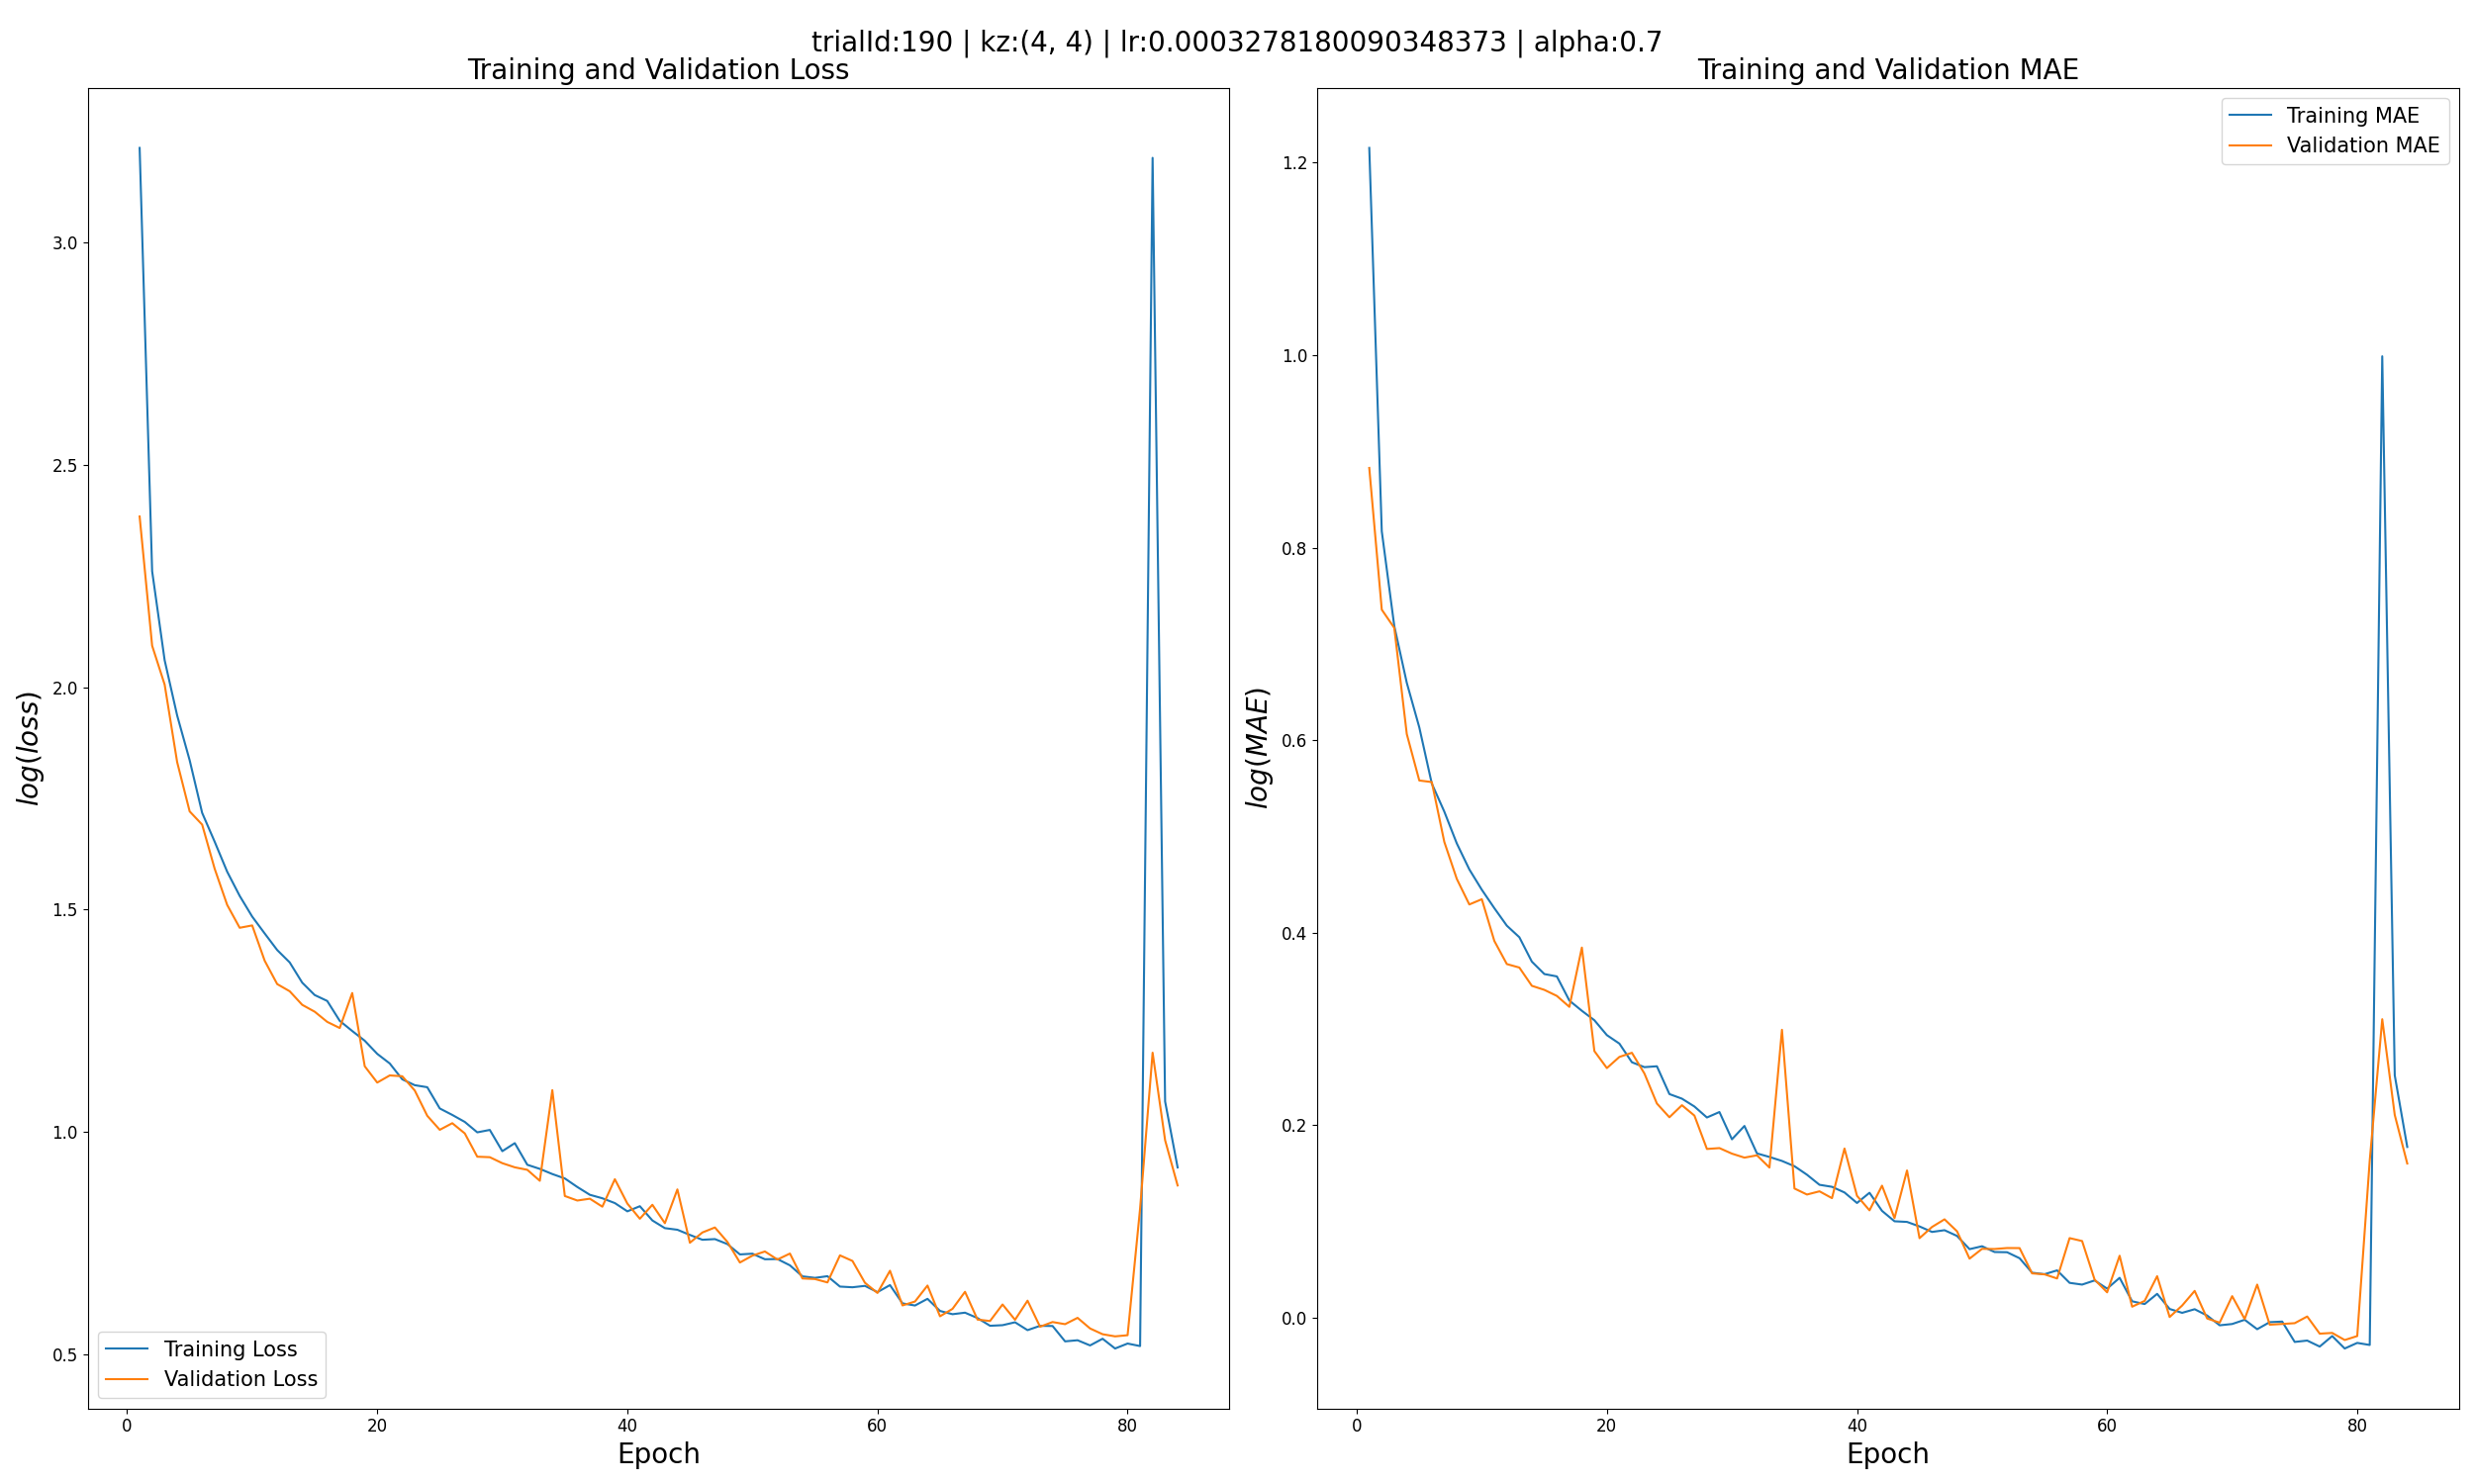 trialId:190 | kz:(4, 4) | lr:0.0003278180090348373 | alpha:0.7
Training and Validation Loss
log(loss)
3.0
2.5
2.0
1.5
1.0
0.5
Training Loss
Validation Loss
0 20 40 60 80
Epoch
Training and Validation MAE
Training MAE
Validation MAE
log(MAE)
1.2
1.0
0.8
0.6
0.4
0.2
0.0
0 20 40 60 80
Epoch